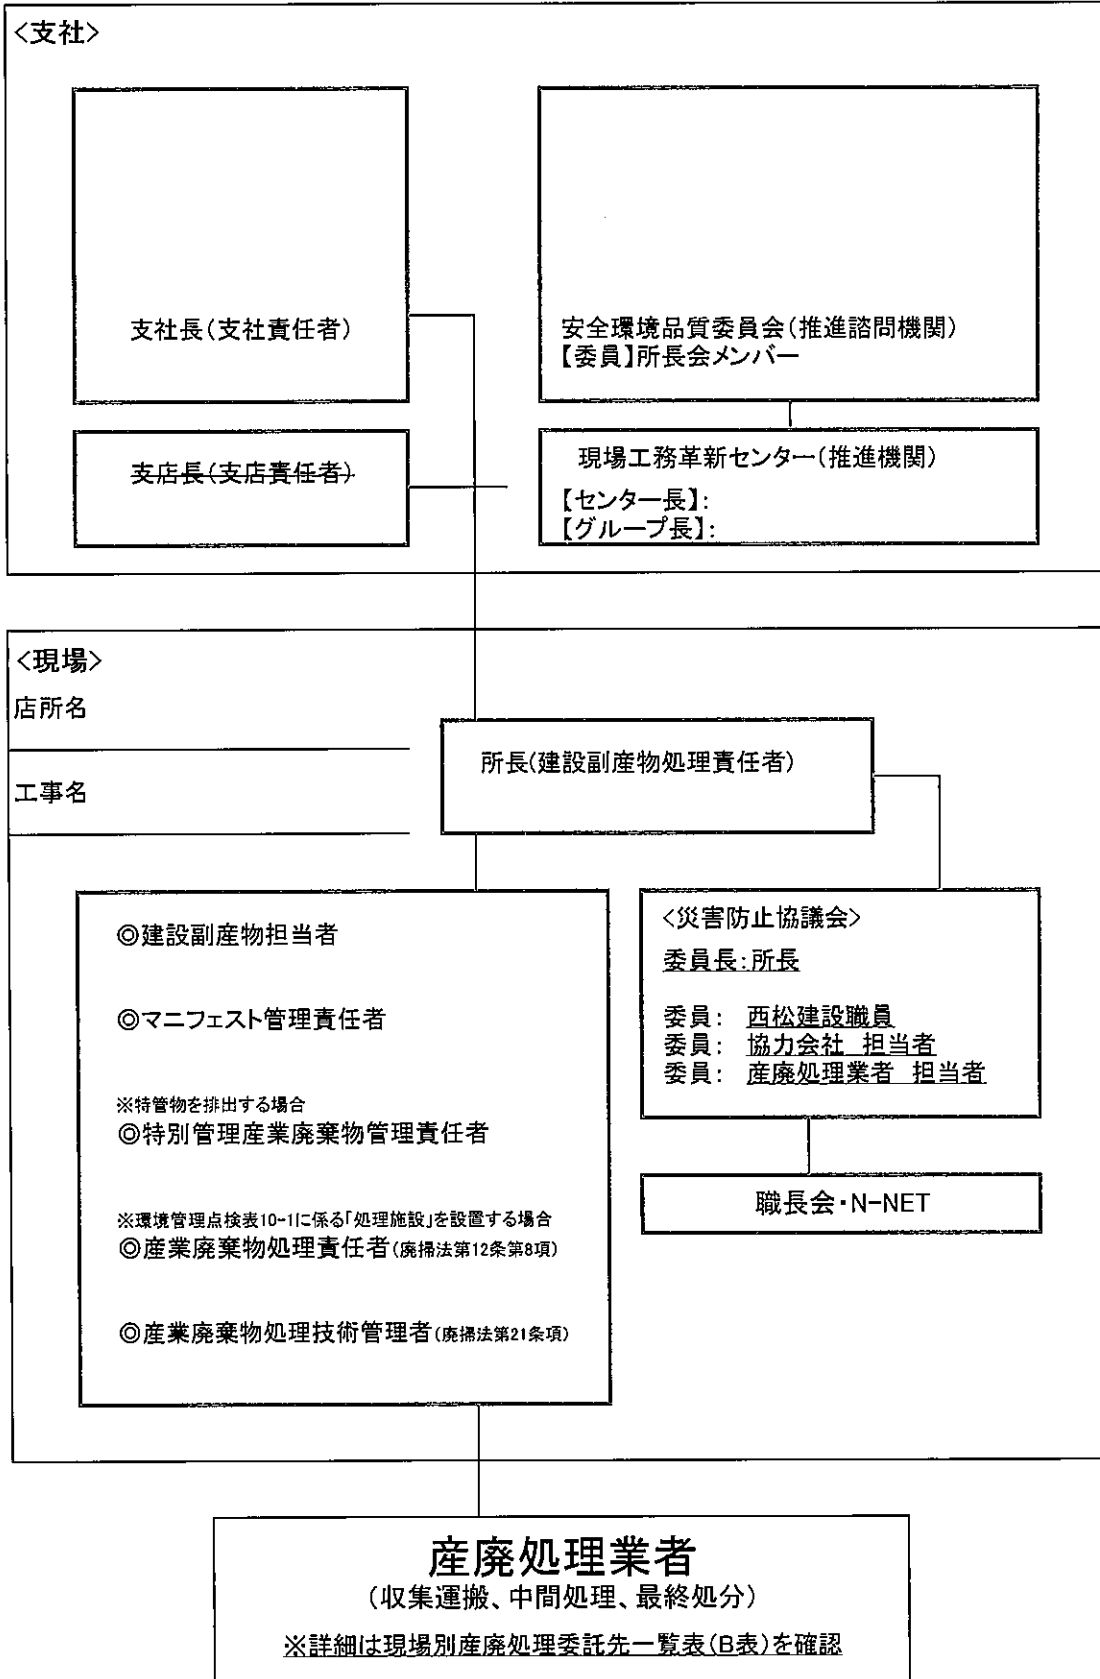 <支社>
支社長(支社責任者)
安全環境品質委員会(推進諮問機関)
【委員】所長会メンバー
支店長(支店責任者)
現場工務革新センター(推進機関)
【センター長】:
【グループ長】:
<現場>
店所名
工事名
所長(建設副産物処理責任者)
◎建設副産物担当者
◎マニフェスト管理責任者
※特管物を排出する場合
◎特別管理産業廃棄物管理責任者
※環境管理点検表10-1に係る「処理施設」を設置する場合
◎産業廃棄物処理責任者(廃掃法第12条第8項)
◎産業廃棄物処理技術管理者(廃掃法第21条項)
<災害防止協議会>
委員長:所長
委員: 西松建設職員
委員: 協力会社 担当者
委員: 産廃処理業者 担当者
職長会・N-NET
産廃処理業者
(収集運搬、中間処理、最終処分)
※詳細は現場別産廃処理委託先一覧表(B表)を確認